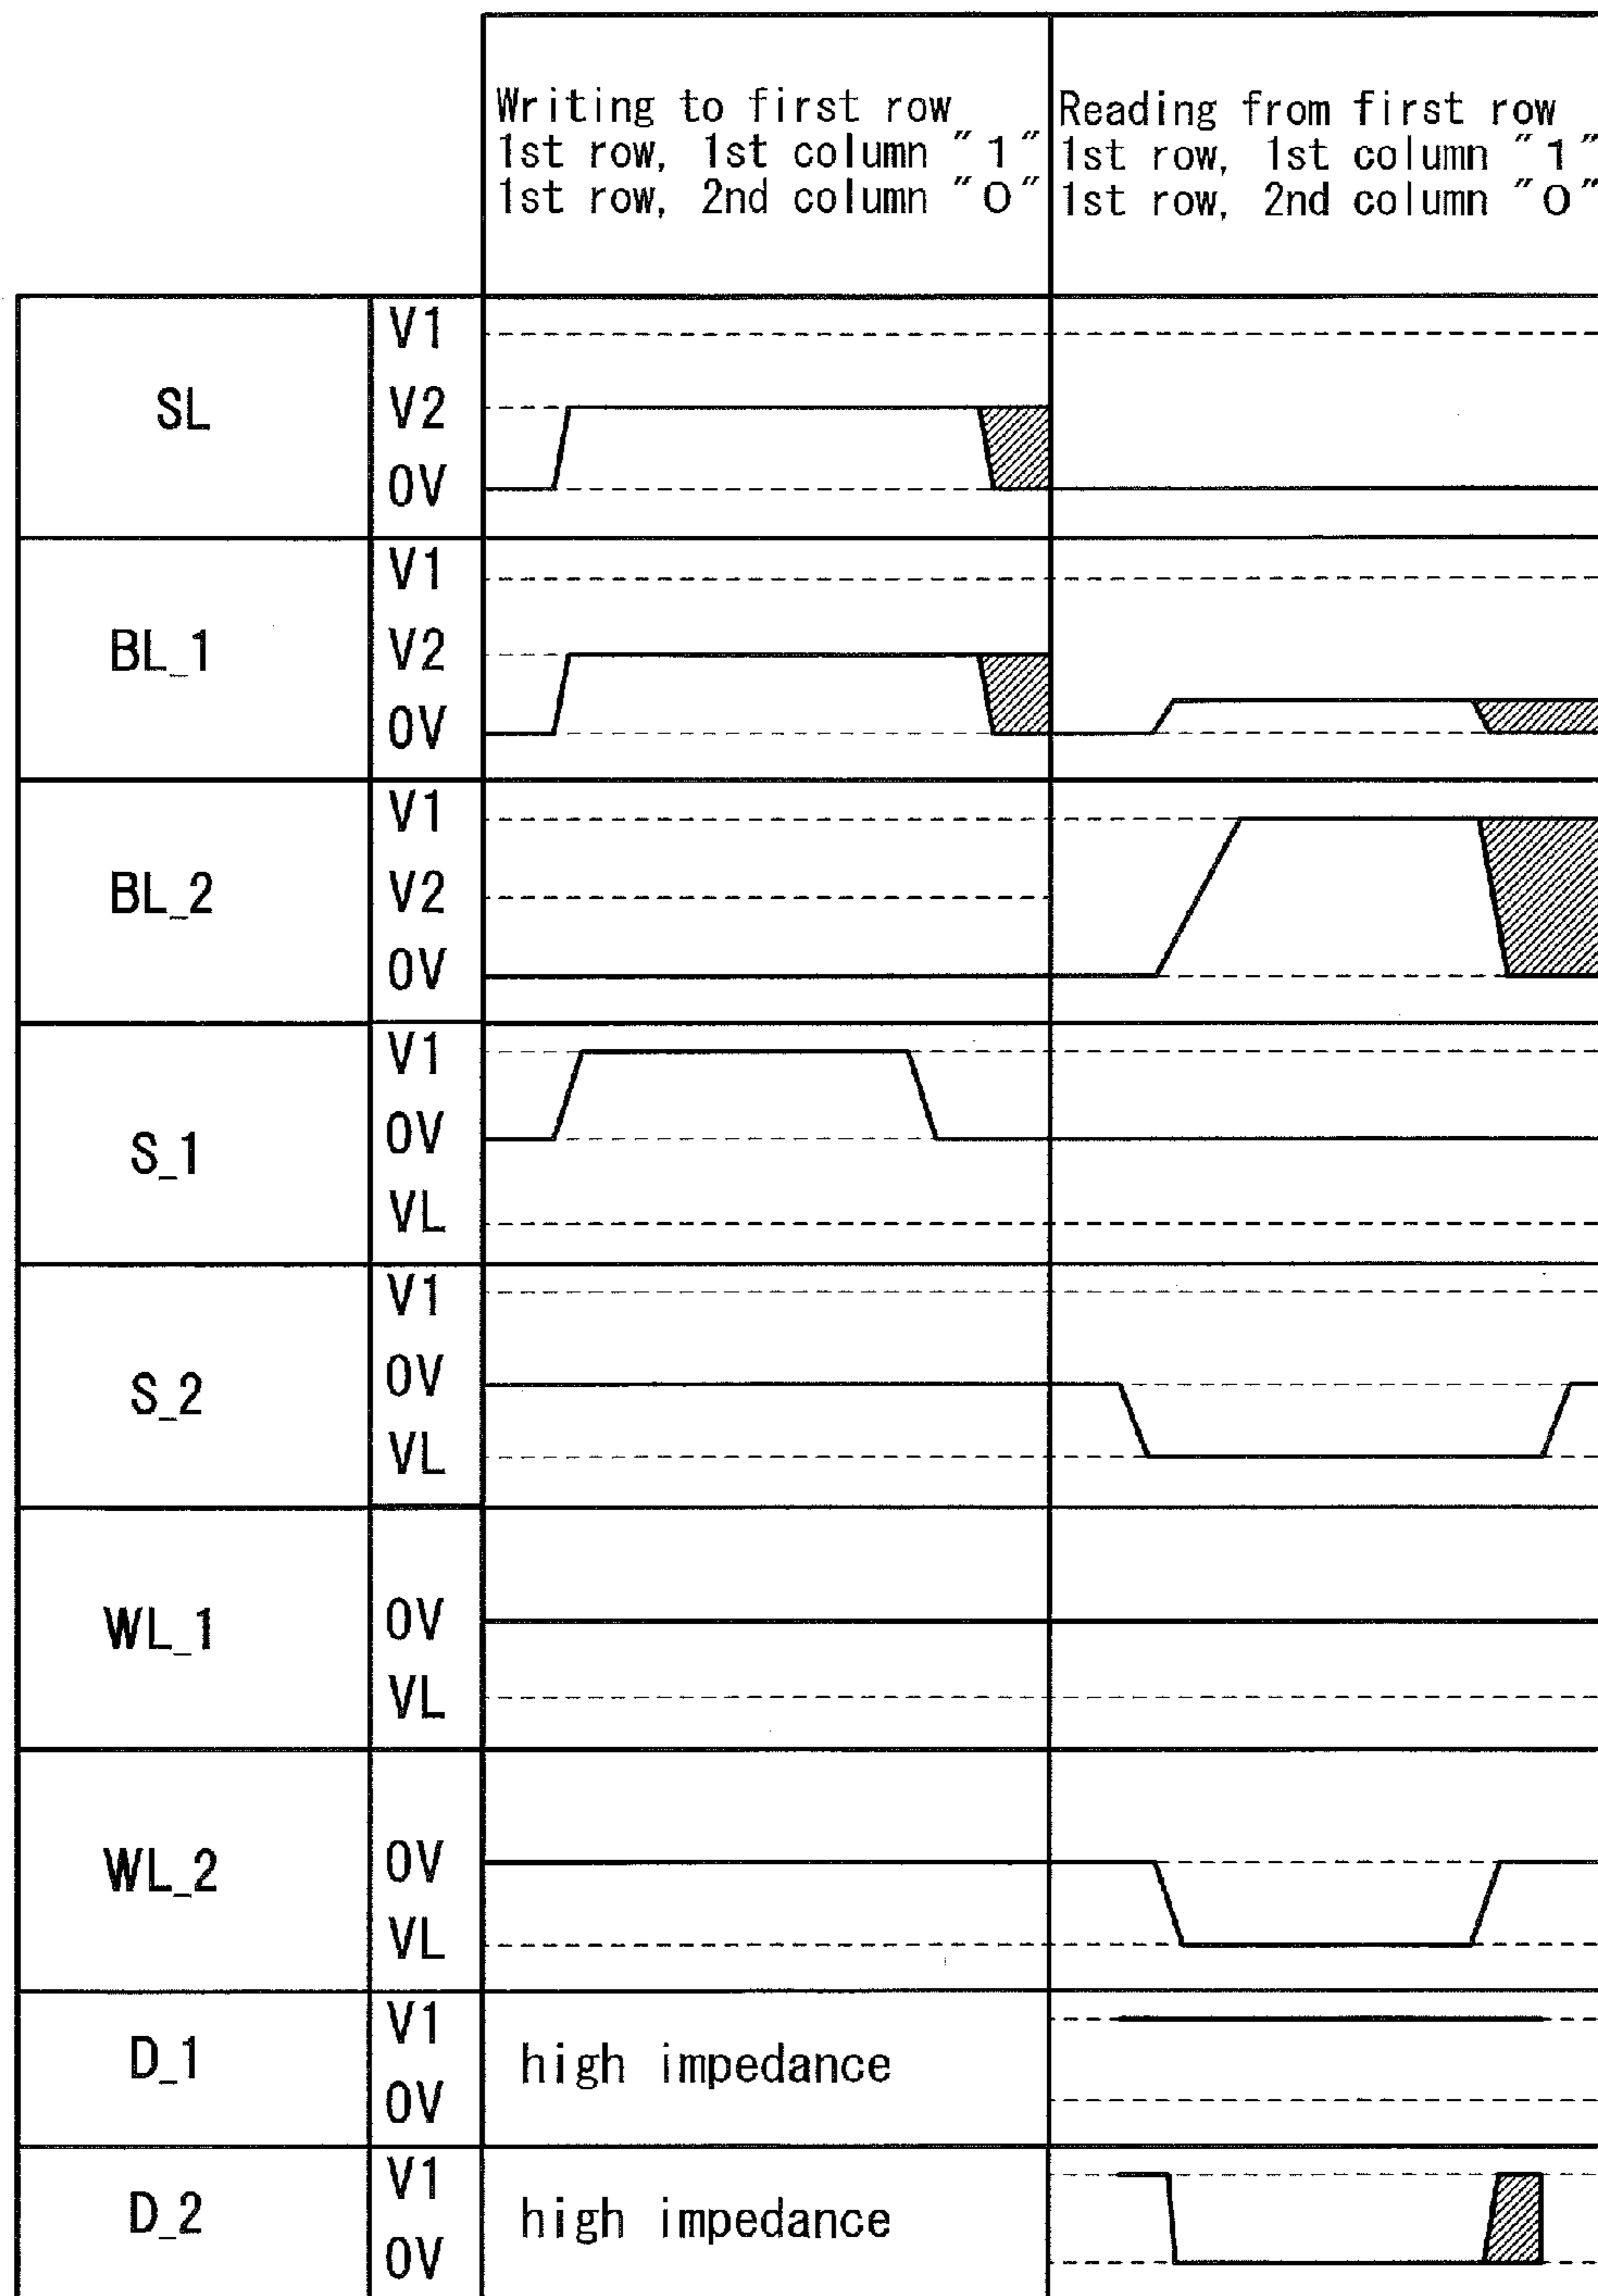 Writing to first row
1st row, 1st column "1"
1st row, 2nd column "0"
Reading from first row
1st row, 1st column "1"
1st row, 2nd column "0"
SL
V1
V2
0V
BL_1
V1
V2
0V
BL_2
V1
V2
0V
S_1
V1
0V
VL
S_2
V1
0V
VL
WL_1
0V
VL
WL_2
0V
VL
D_1
V1
0V
high impedance
D_2
V1
0V
high impedance